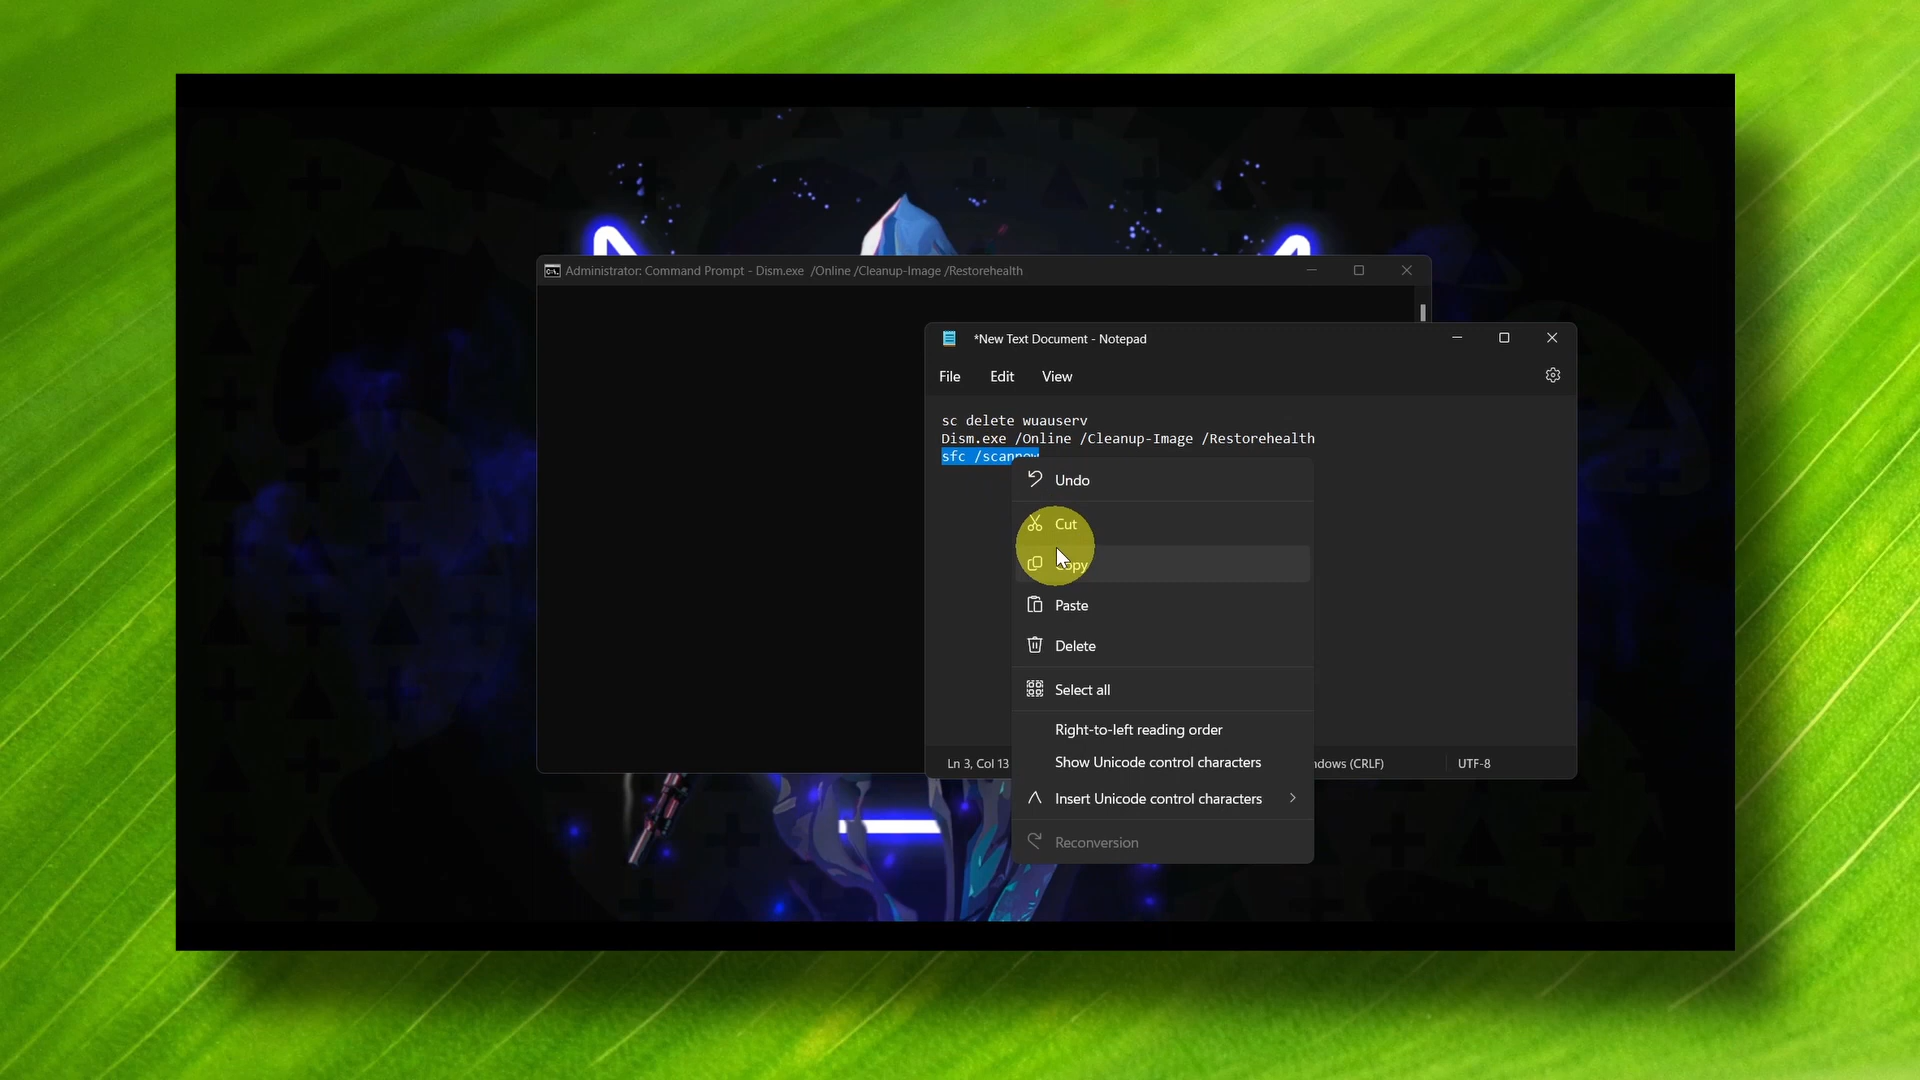 Administrator: Command Prompt - Dism.exe /Online /Cleanup-Image /Restorehealth
*New Text Document - Notepad
File Edit View
sc delete wuauserv
Dism.exe /Online /Cleanup-Image /Restorehealth
sfc /scannow
Undo
Cut
Copy
Paste
Delete
Select all
Right-to-left reading order
Show Unicode control characters
Ln 3, Col 13 (CRLF) UTF-8
Insert Unicode control characters
Reconversion